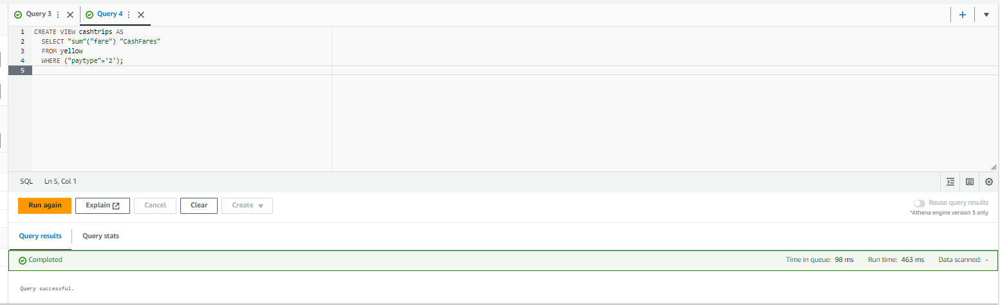 Query 3
Query 4
1 CREATE VIEW cashtrips AS
2 SELECT "sum"("fare") "CashFares"
3 FROM yellow
4 WHERE ("paytype"='2');
5
SQL Ln 5, Col 1
Run again Explain Cancel Clear Create
Reuse query results
*Athena engine version 3 only
Query results Query stats
Completed Time in queue: 98 ms Run time: 463 ms Data scanned: -
Query successful.